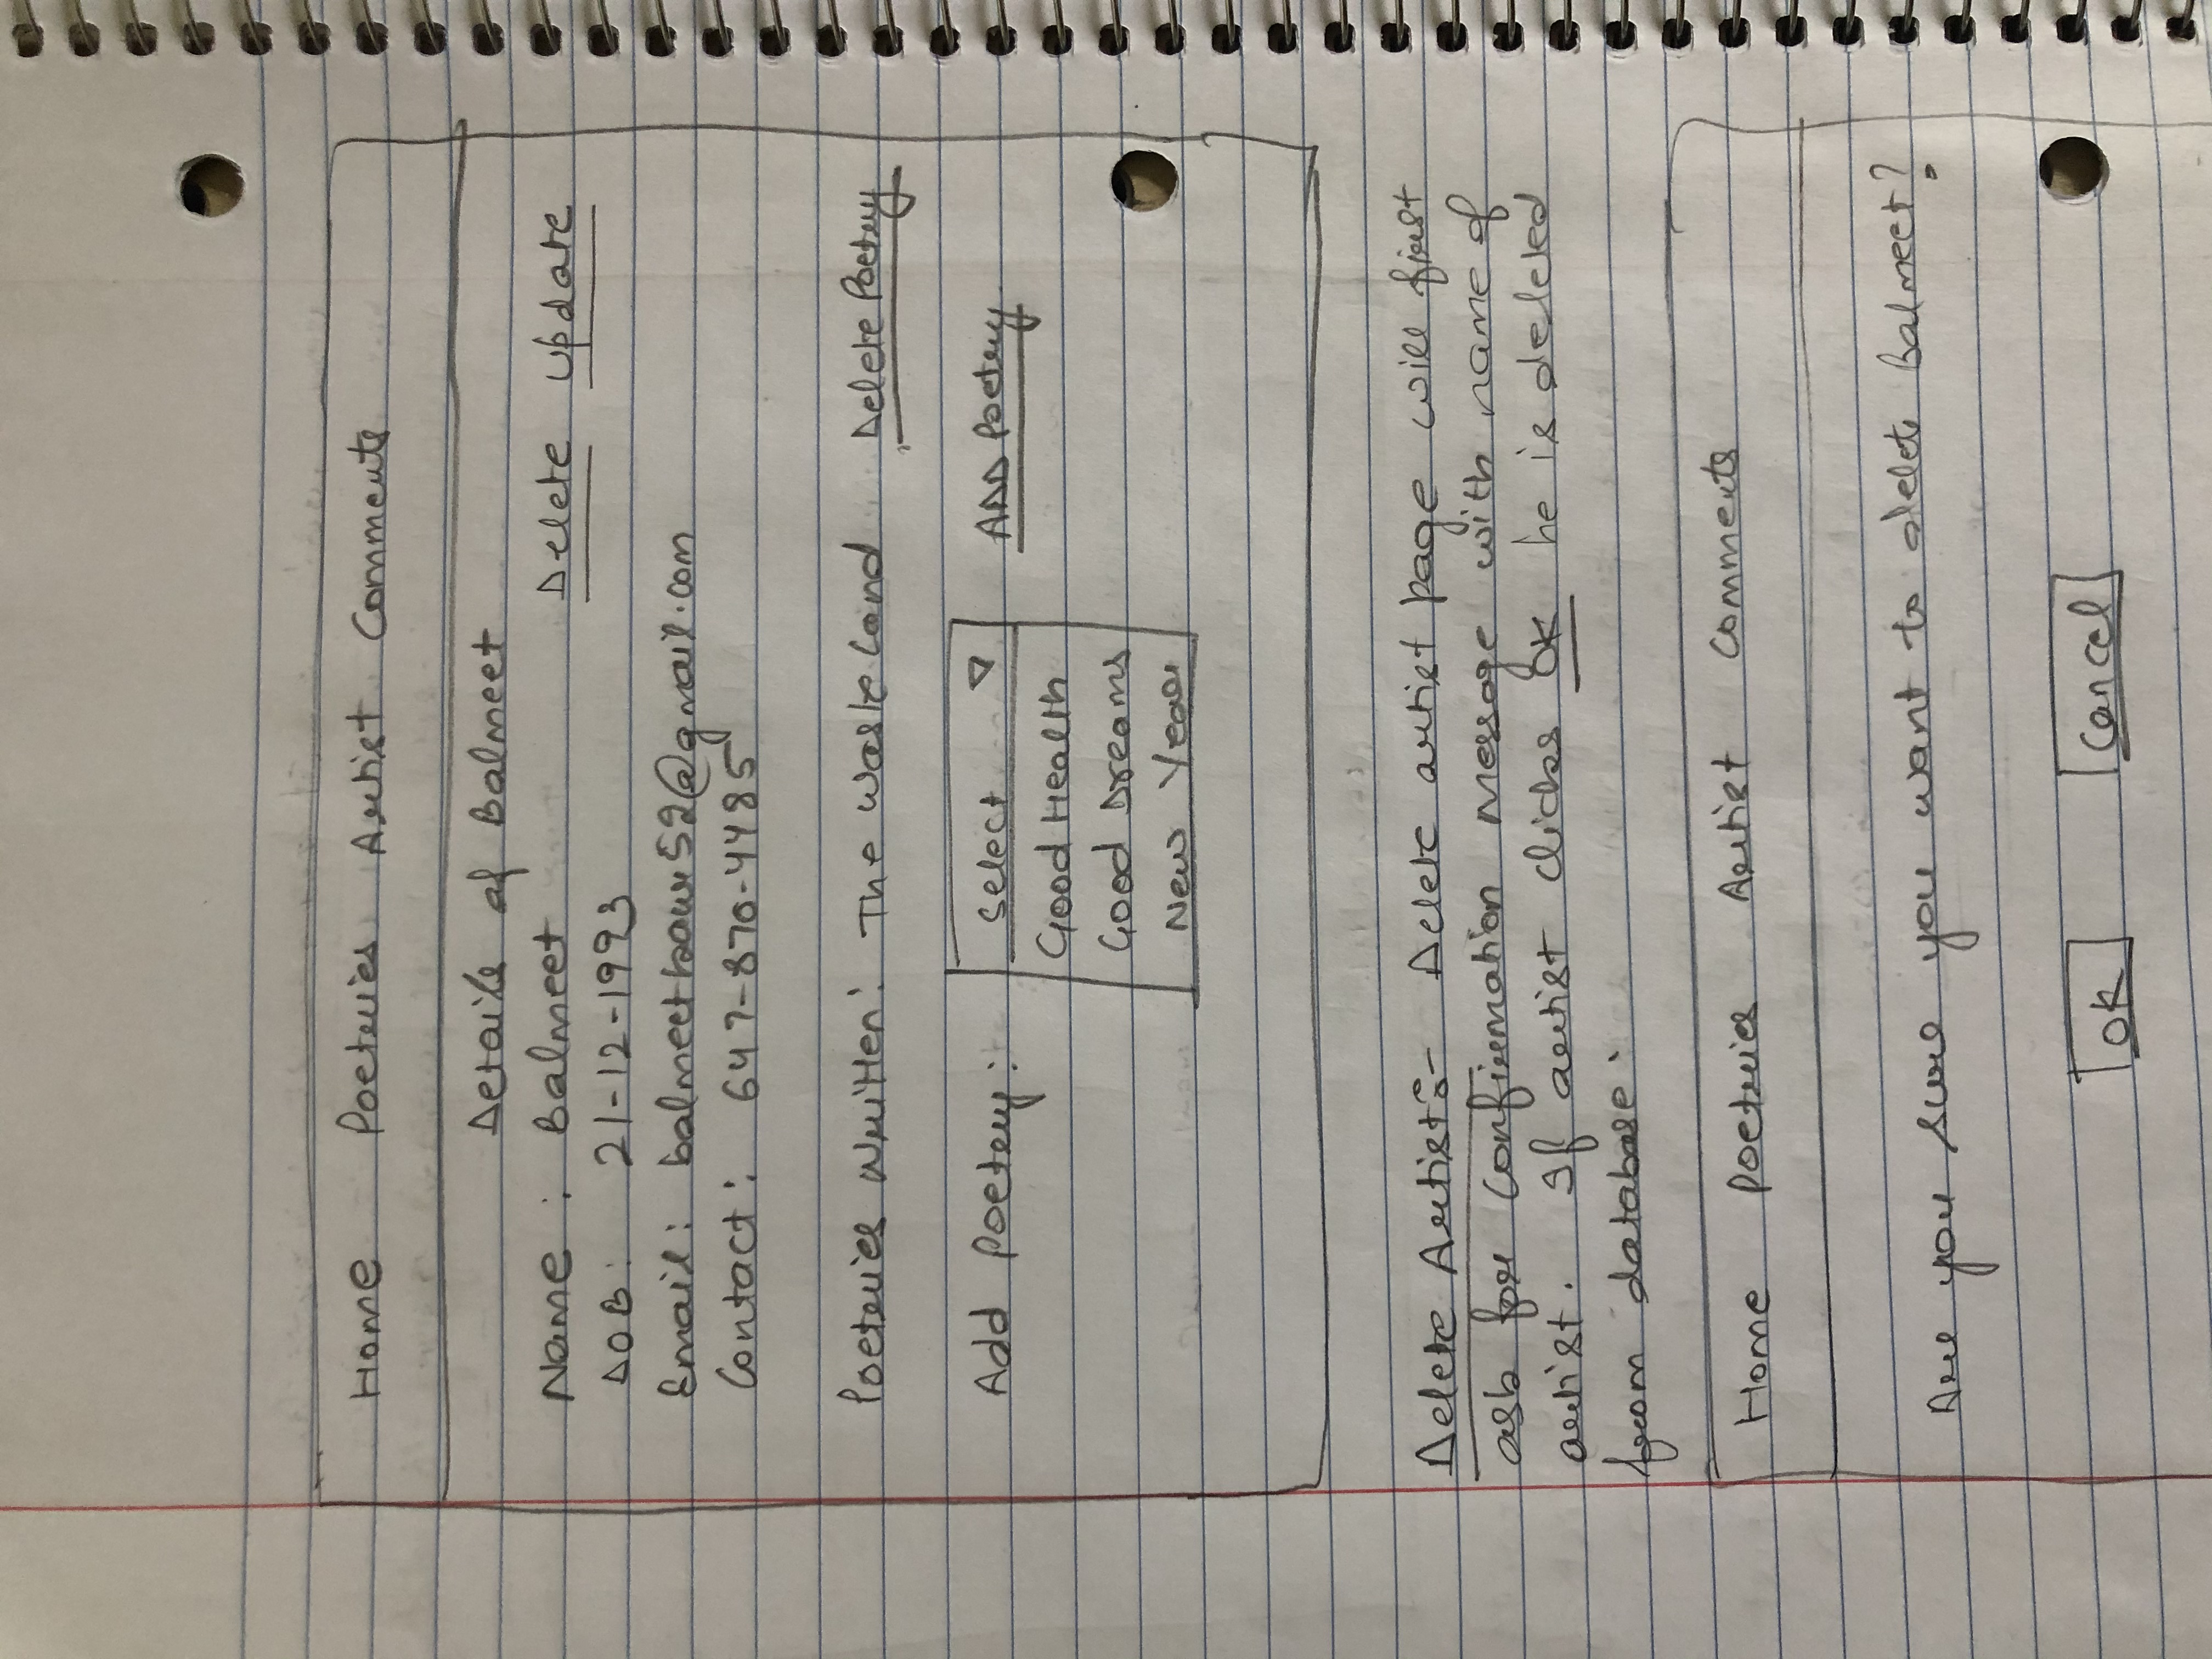 Home Poetries Artist Comments
Details of Balmeet
Name : Balmeet Delete Update
DOB: 21-12-1993
Email: balmeetkaur52@gmail.com
Contact: 647-870-4485
Poetries Written: The Waste Land Delete Poetry
Add Poetry: Select ADD Poetry
Good Health
Good Dreams
New Year
Delete Artist:- Delete artist page will first
ask for confirmation message with name of
artist. If artist clicks OK he is deleted
from database.
Home Poetries Artist Comments
Are you sure you want to delete Balmeet?
OK Cancel